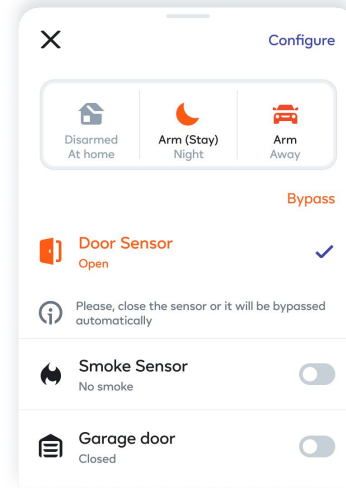 Configure
Disarmed
At home
Arm (Stay)
Night
Arm
Away
Bypass
Door Sensor
Open
Please, close the sensor or it will be bypassed
automatically
Smoke Sensor
No smoke
Garage door
Closed